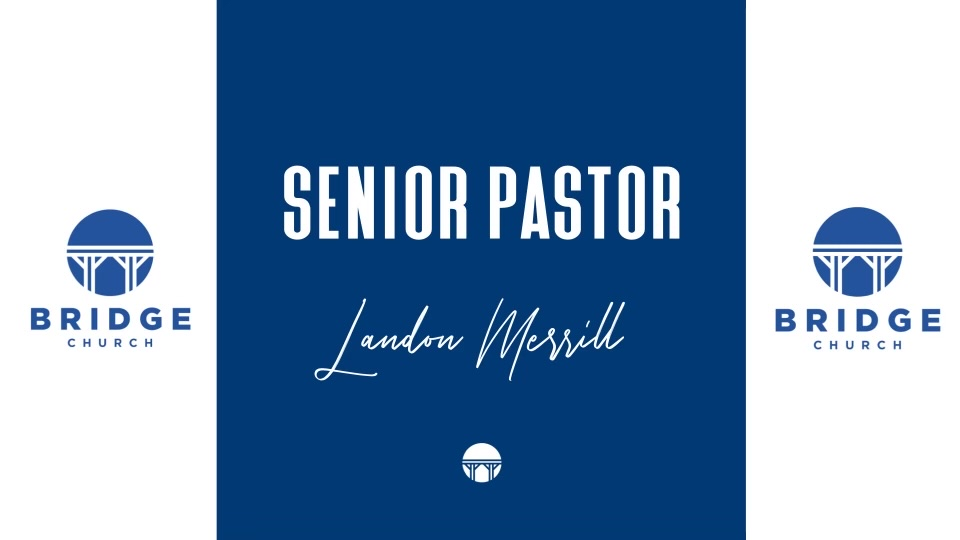 SENIOR PASTOR
Landon Merrill
BRIDGE
CHURCH
BRIDGE
CHURCH